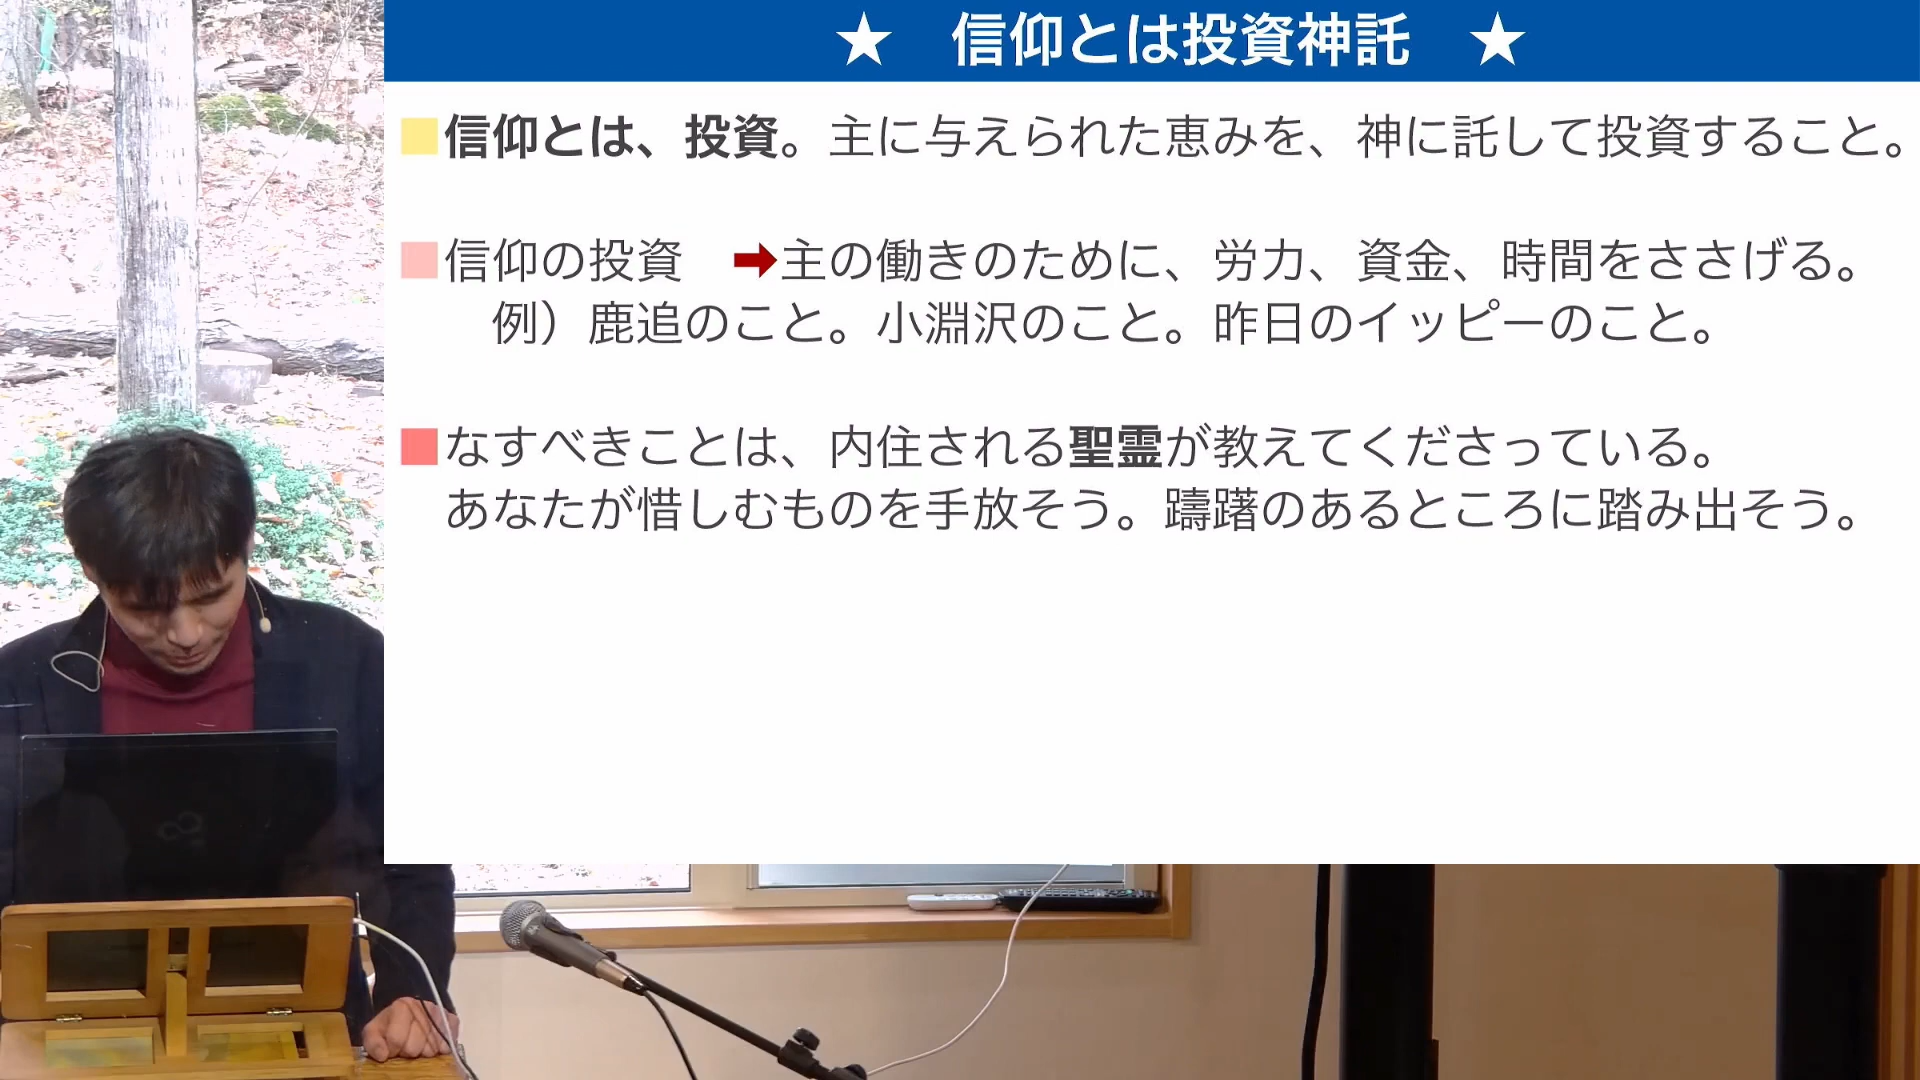 ★　信仰とは投資神託　★
■信仰とは、投資。主に与えられた恵みを、神に託して投資すること。
■信仰の投資　➡主の働きのために、労力、資金、時間をささげる。
例）鹿追のこと。小淵沢のこと。昨日のイッピーのこと。
■なすべきことは、内住される聖霊が教えてくださっている。
あなたが惜しむものを手放そう。躊躇のあるところに踏み出そう。